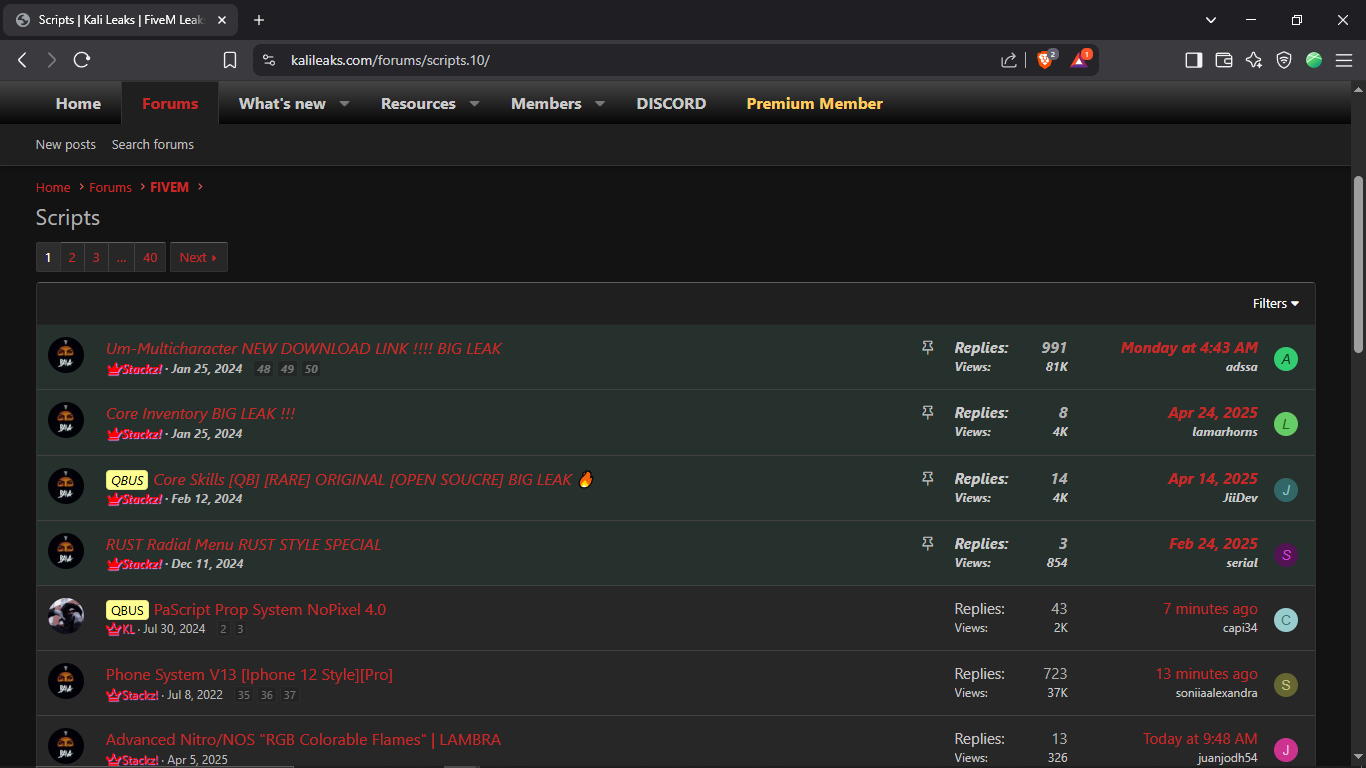 Scripts | Kali Leaks | FiveM Leak
kalileaks.com/forums/scripts.10/
2
1
Home Forums What's new Resources Members DISCORD Premium Member
New posts Search forums
Home Forums FIVEM
Scripts
1 2 3 ... 40 Next
Filters
Um-Multicharacter NEW DOWNLOAD LINK !!!! BIG LEAK
Stackz! · Jan 25, 2024 48 49 50
Replies: 991
Views: 81K
Monday at 4:43 AM
adssa
A
Core Inventory BIG LEAK !!!
Stackz! · Jan 25, 2024
Replies: 8
Views: 4K
Apr 24, 2025
lamarhorns
L
QBUS Core Skills [QB] [RARE] ORIGINAL [OPEN SOUCRE] BIG LEAK 🔥
Stackz! · Feb 12, 2024
Replies: 14
Views: 4K
Apr 14, 2025
JiiDev
J
RUST Radial Menu RUST STYLE SPECIAL
Stackz! · Dec 11, 2024
Replies: 3
Views: 854
Feb 24, 2025
serial
S
QBUS PaScript Prop System NoPixel 4.0
KL · Jul 30, 2024 2 3
Replies: 43
Views: 2K
7 minutes ago
capi34
C
Phone System V13 [Iphone 12 Style][Pro]
Stackz! · Jul 8, 2022 35 36 37
Replies: 723
Views: 37K
13 minutes ago
soniiaalexandra
S
Advanced Nitro/NOS "RGB Colorable Flames" | LAMBRA
Stackz! · Apr 5, 2025
Replies: 13
Views: 326
Today at 9:48 AM
juanjodh54
J